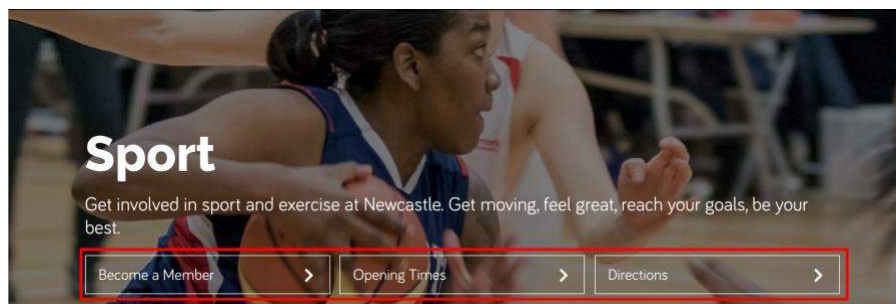 Sport
Get involved in sport and exercise at Newcastle. Get moving, feel great, reach your goals, be your
best.
Become a Member
Opening Times
Directions